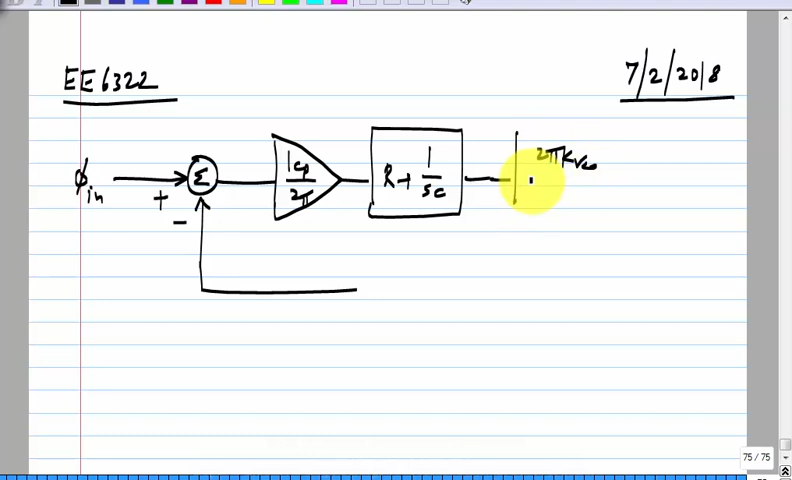 EE6322
7/2/2018
ϕin
+
-
Σ
Icp/2π
R+ 1/sc
2πKvco
75 / 75